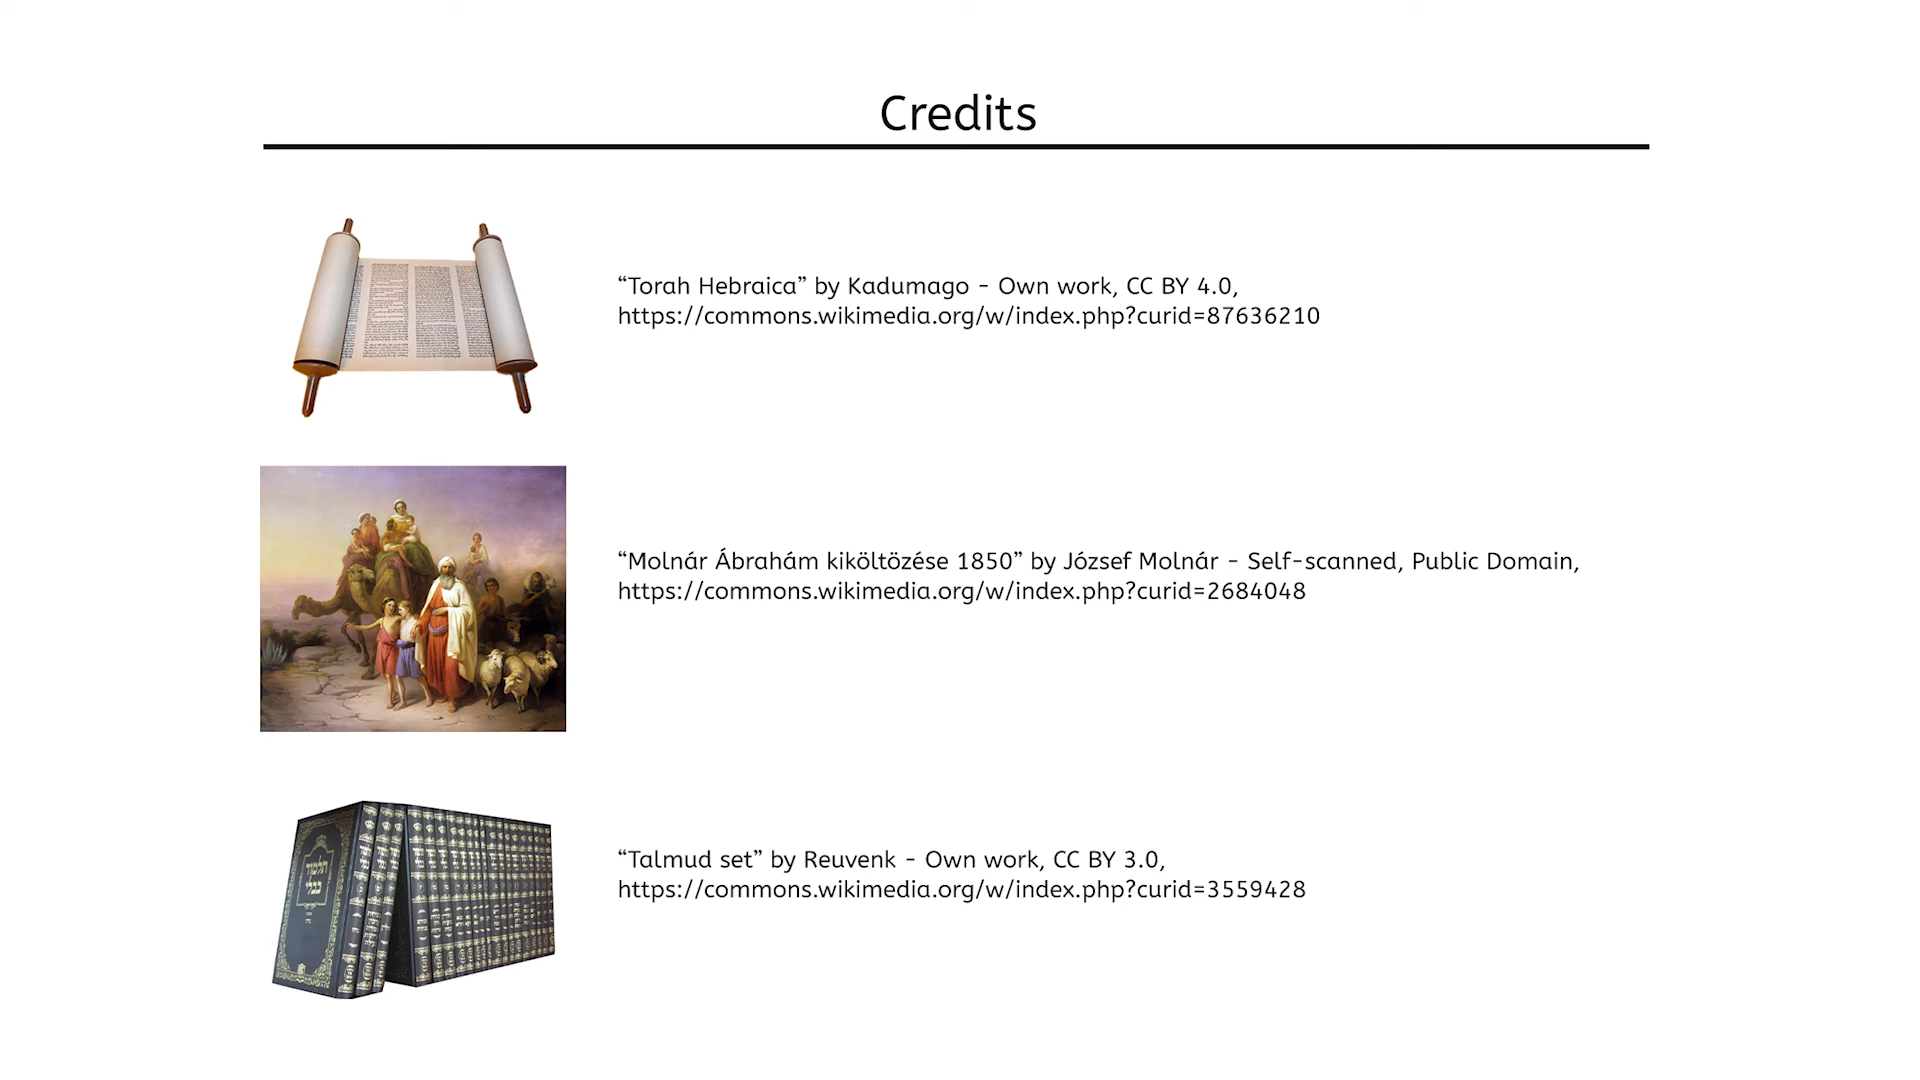 Credits
“Torah Hebraica” by Kadumago - Own work, CC BY 4.0,
https://commons.wikimedia.org/w/index.php?curid=87636210
“Molnár Ábrahám kiköltözése 1850” by József Molnár - Self-scanned, Public Domain,
https://commons.wikimedia.org/w/index.php?curid=2684048
תלמוד
בבלי
“Talmud set” by Reuvenk - Own work, CC BY 3.0,
https://commons.wikimedia.org/w/index.php?curid=3559428